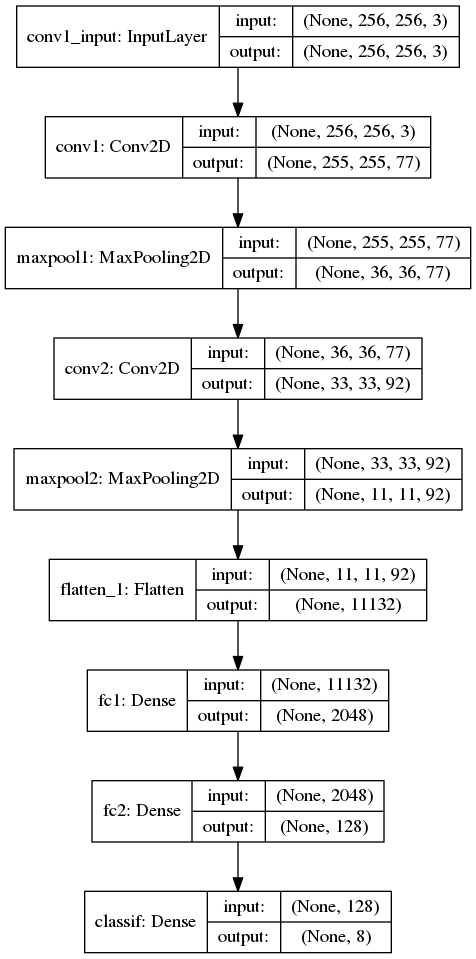 conv1_input: InputLayer
input: (None, 256, 256, 3)
output: (None, 256, 256, 3)
conv1: Conv2D
input: (None, 256, 256, 3)
output: (None, 255, 255, 77)
maxpool1: MaxPooling2D
input: (None, 255, 255, 77)
output: (None, 36, 36, 77)
conv2: Conv2D
input: (None, 36, 36, 77)
output: (None, 33, 33, 92)
maxpool2: MaxPooling2D
input: (None, 33, 33, 92)
output: (None, 11, 11, 92)
flatten_1: Flatten
input: (None, 11, 11, 92)
output: (None, 11132)
fc1: Dense
input: (None, 11132)
output: (None, 2048)
fc2: Dense
input: (None, 2048)
output: (None, 128)
classif: Dense
input: (None, 128)
output: (None, 8)